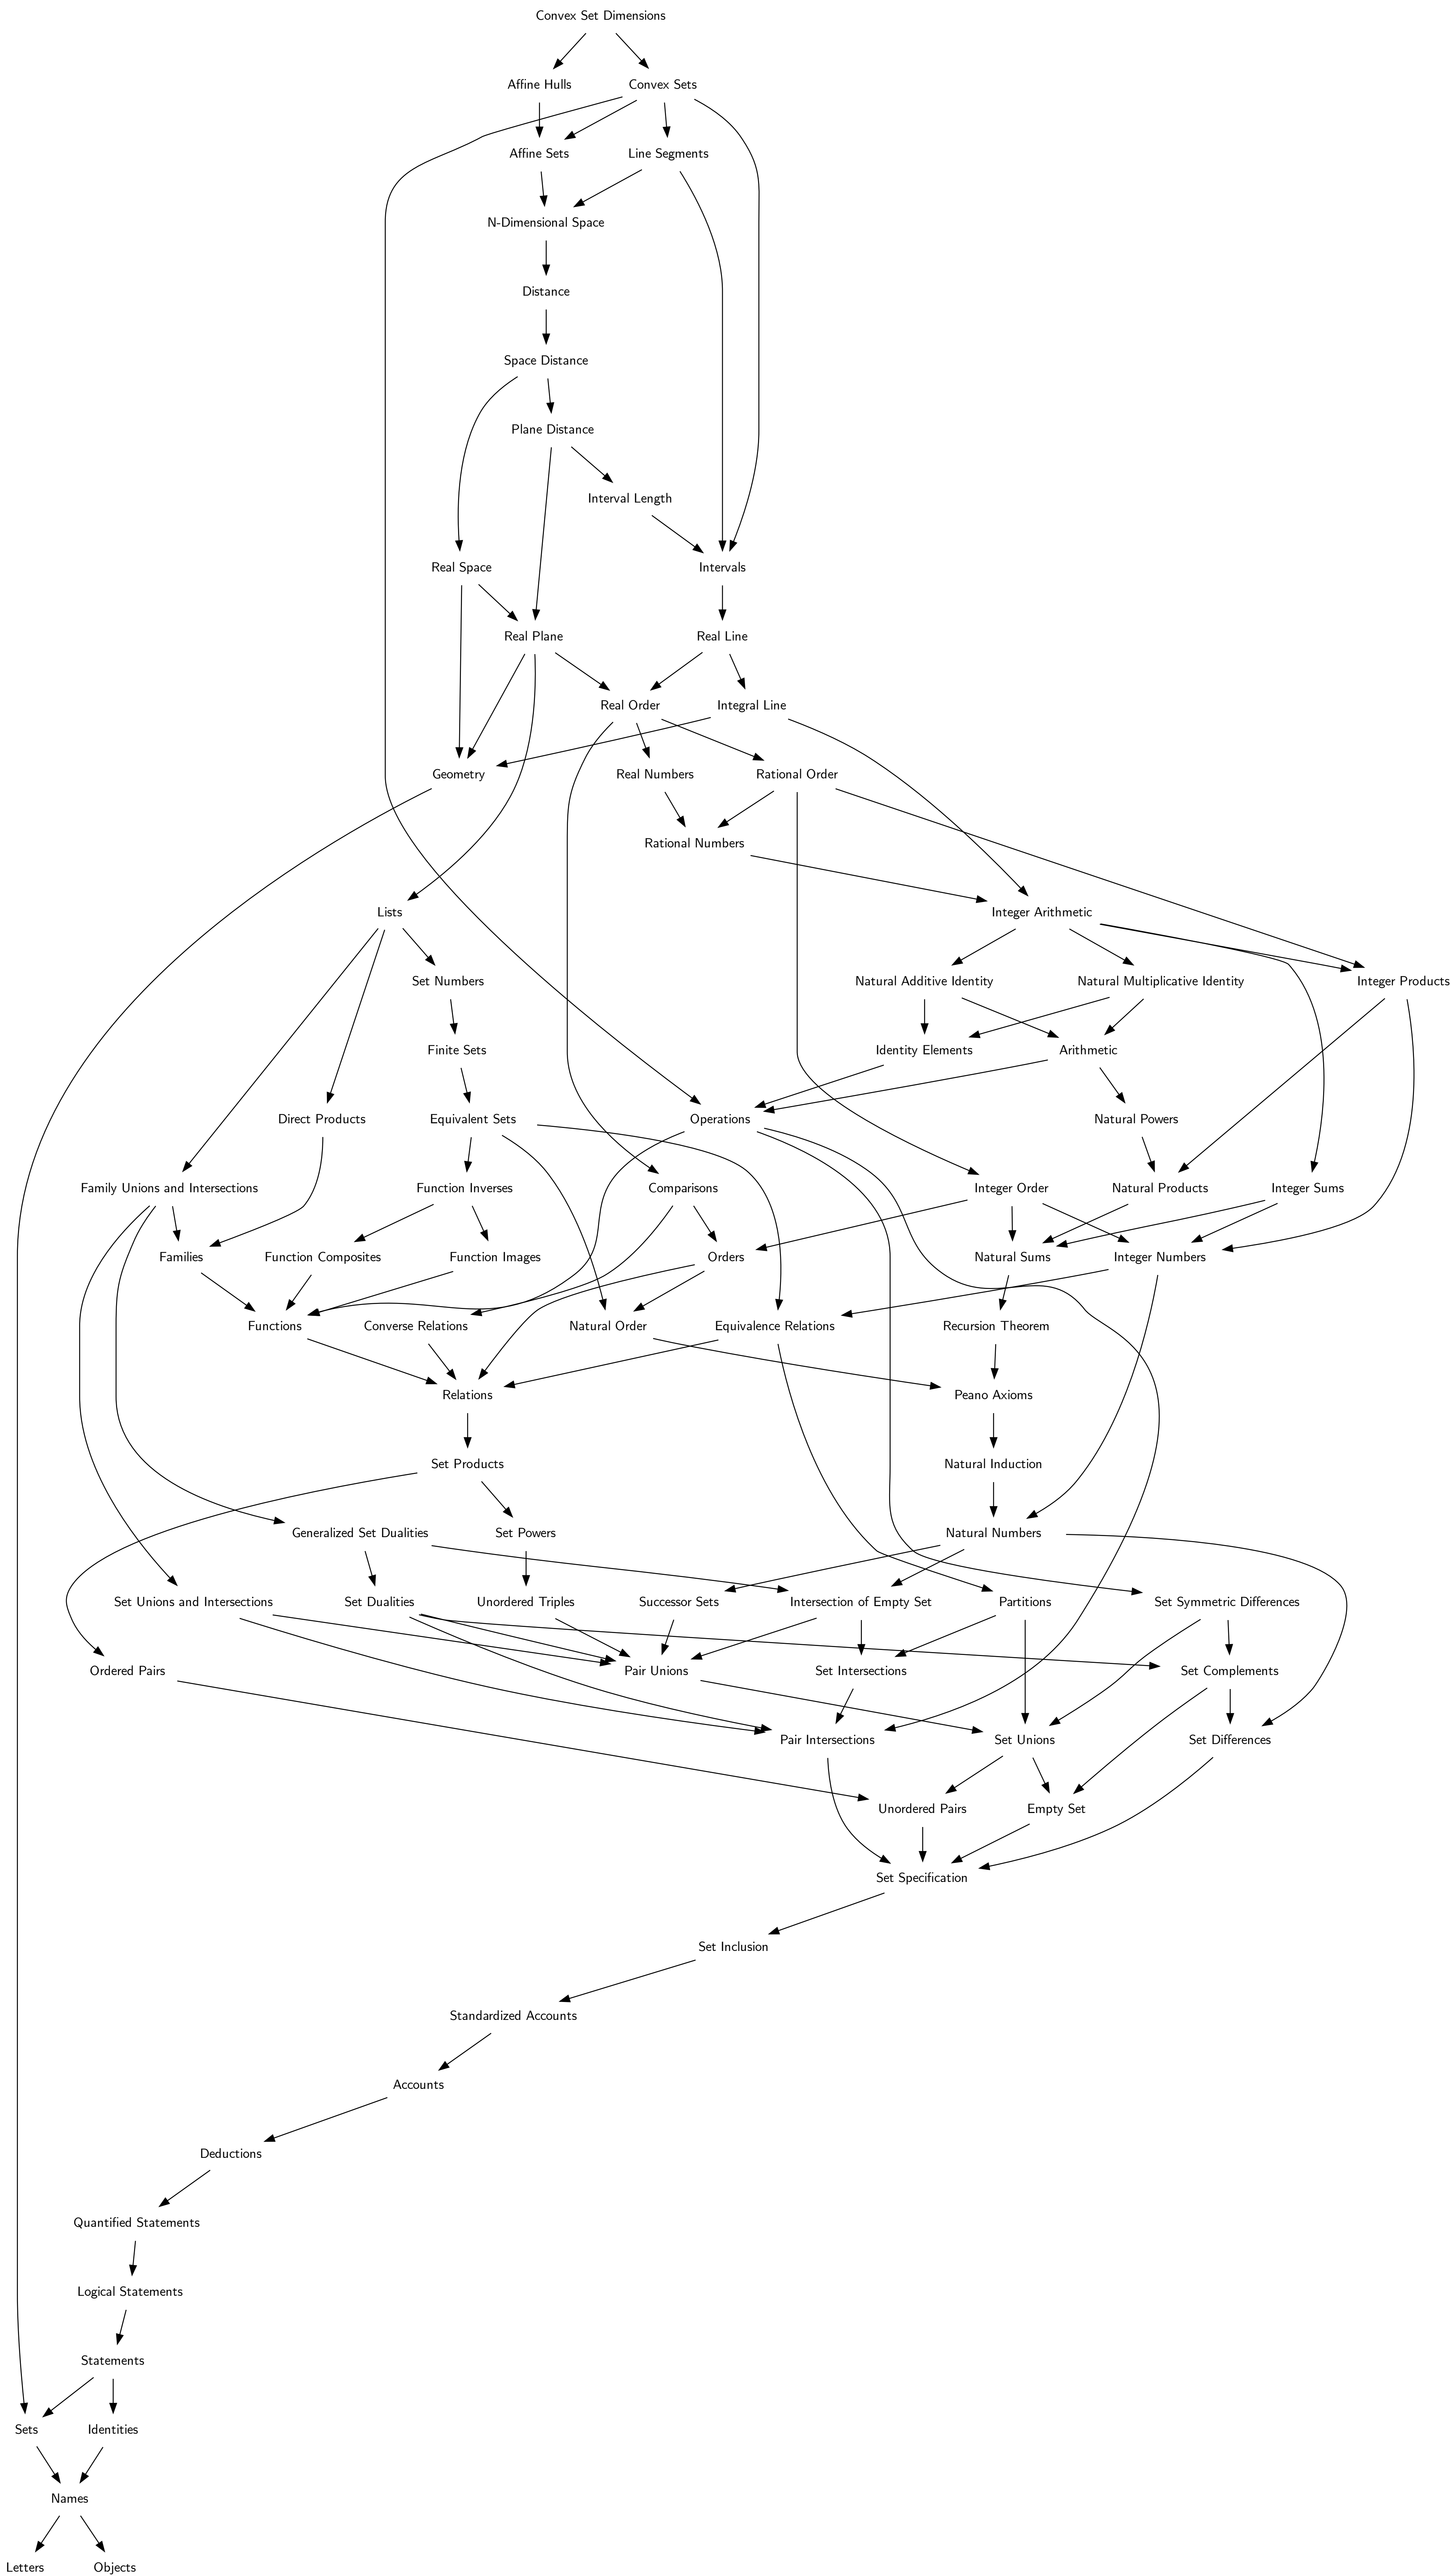 Convex Set Dimensions
Affine Hulls
Convex Sets
Affine Sets
Line Segments
N-Dimensional Space
Distance
Space Distance
Plane Distance
Interval Length
Real Space
Intervals
Real Plane
Real Line
Real Order
Integral Line
Geometry
Real Numbers
Rational Order
Rational Numbers
Lists
Integer Arithmetic
Set Numbers
Natural Additive Identity
Natural Multiplicative Identity
Integer Products
Finite Sets
Identity Elements
Arithmetic
Direct Products
Equivalent Sets
Operations
Natural Powers
Family Unions and Intersections
Function Inverses
Comparisons
Integer Order
Natural Products
Integer Sums
Families
Function Composites
Function Images
Orders
Natural Sums
Integer Numbers
Functions
Converse Relations
Natural Order
Equivalence Relations
Recursion Theorem
Relations
Peano Axioms
Set Products
Natural Induction
Generalized Set Dualities
Set Powers
Natural Numbers
Set Unions and Intersections
Set Dualities
Unordered Triples
Successor Sets
Intersection of Empty Set
Partitions
Set Symmetric Differences
Ordered Pairs
Pair Unions
Set Intersections
Set Complements
Pair Intersections
Set Unions
Set Differences
Unordered Pairs
Empty Set
Set Specification
Set Inclusion
Standardized Accounts
Accounts
Deductions
Quantified Statements
Logical Statements
Statements
Sets
Identities
Names
Letters
Objects